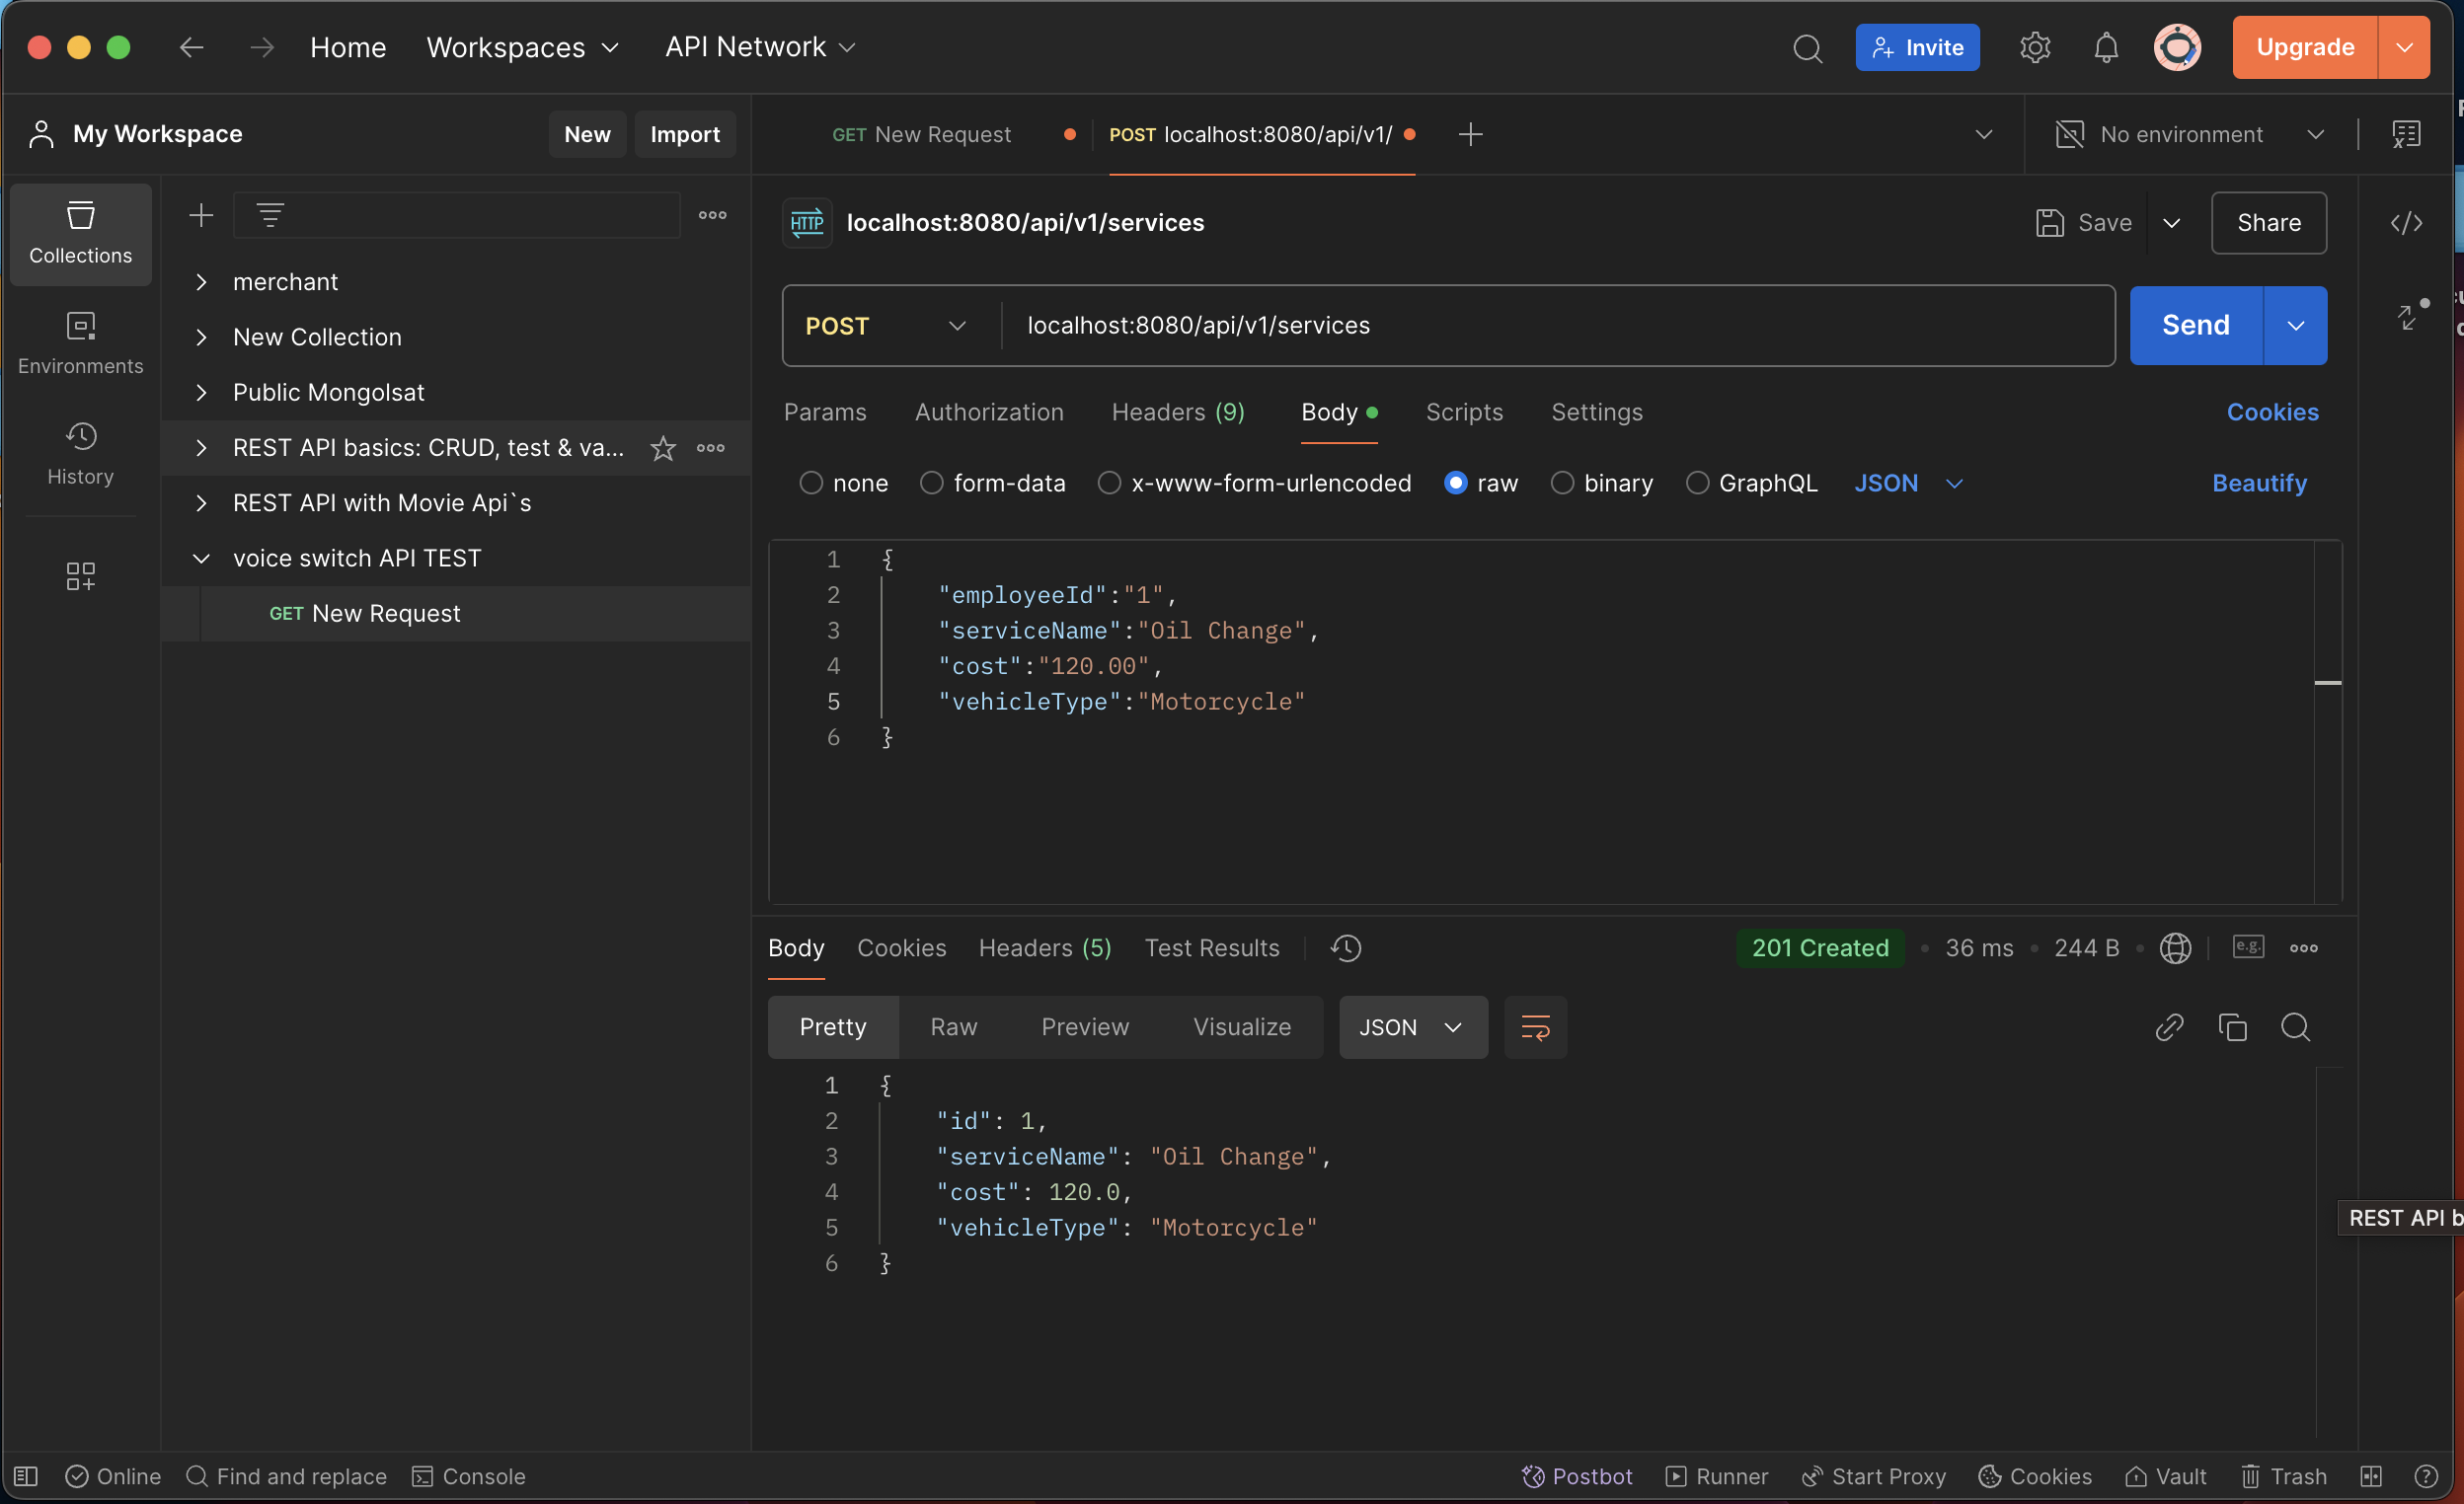 Home Workspaces API Network Invite Upgrade
My Workspace New Import GET New Request POST localhost:8080/api/v1/ No environment
Collections
Environments
History
merchant
New Collection
Public Mongolsat
REST API basics: CRUD, test & va...
REST API with Movie Api`s
voice switch API TEST
GET New Request
HTTP localhost:8080/api/v1/services Save Share
POST localhost:8080/api/v1/services Send
Params Authorization Headers (9) Body Scripts Settings Cookies
none form-data x-www-form-urlencoded raw binary GraphQL JSON Beautify
1 {
2 "employeeId":"1",
3 "serviceName":"Oil Change",
4 "cost":"120.00",
5 "vehicleType":"Motorcycle"
6 }
Body Cookies Headers (5) Test Results 201 Created 36 ms 244 B e.g.
Pretty Raw Preview Visualize JSON
1 {
2 "id": 1,
3 "serviceName": "Oil Change",
4 "cost": 120.0,
5 "vehicleType": "Motorcycle"
6 }
REST API b
Online Find and replace Console Postbot Runner Start Proxy Cookies Vault Trash